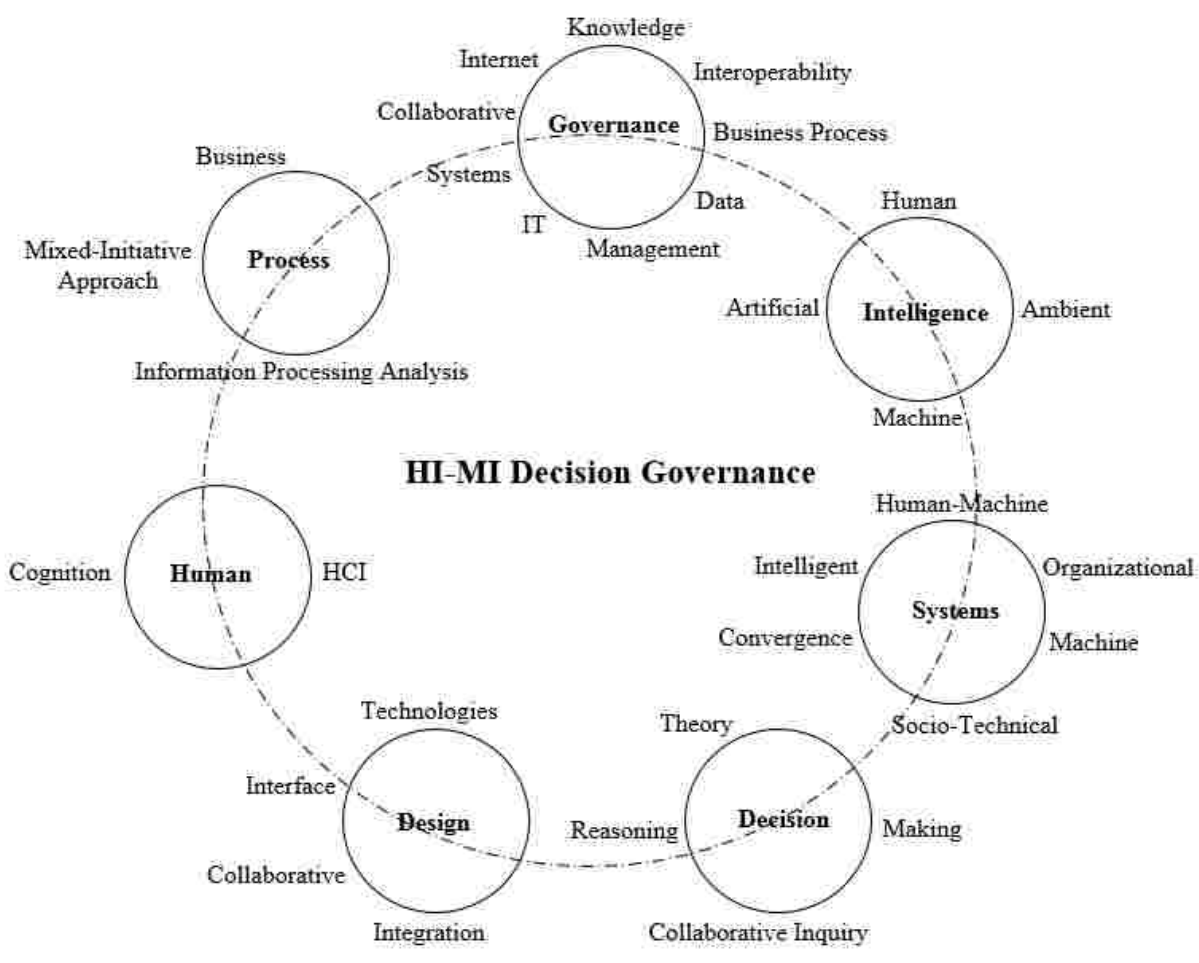 Knowledge
Internet
Interoperability
Collaborative
Governance
Business Process
Systems
Data
IT
Management
Business
Mixed-Initiative
Approach
Process
Information Processing Analysis
Human
Artificial
Intelligence
Ambient
Machine
HI-MI Decision Governance
Human-Machine
Intelligent
Organizational
Systems
Convergence
Machine
Socio-Technical
Cognition
Human
HCI
Technologies
Interface
Design
Collaborative
Integration
Theory
Reasoning
Decision
Making
Collaborative Inquiry